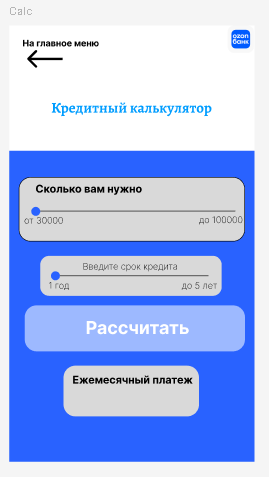 Calc
На главное меню
ozon
банк
Кредитный калькулятор
Сколько вам нужно
от 30000
до 100000
Введите срок кредита
1 год
до 5 лет
Рассчитать
Ежемесячный платеж